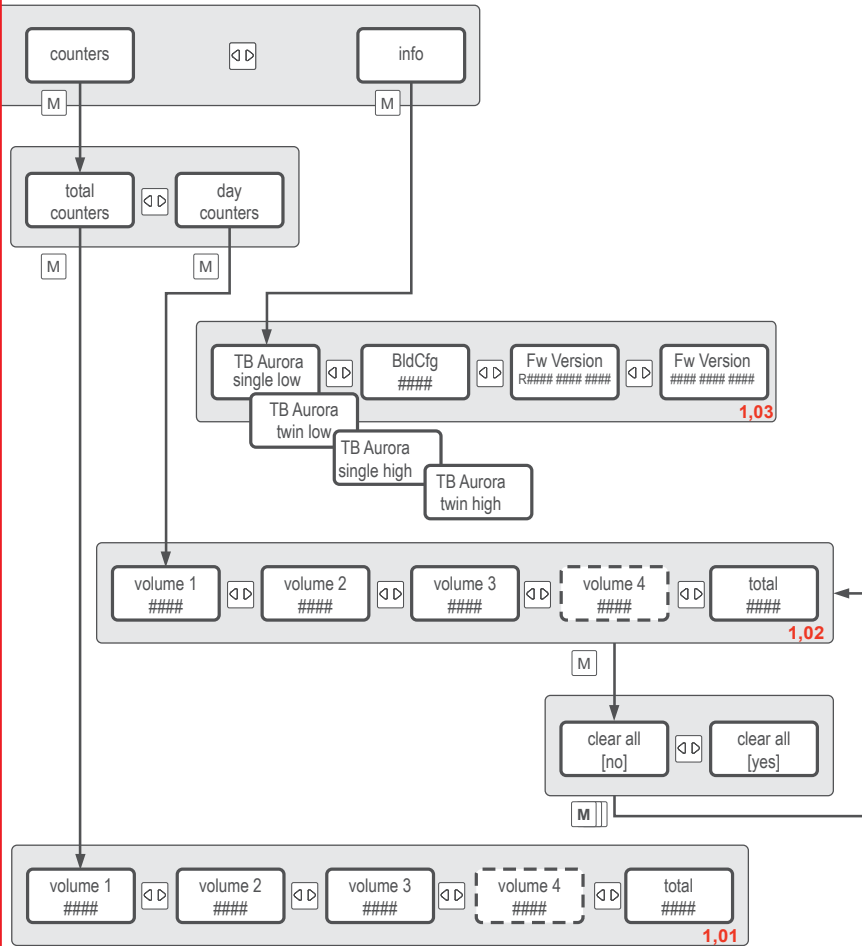 counters
info
M
M
total
counters
day
counters
M
M
TB Aurora
single low
BldCfg
####
Fw Version
R#### #### ####
Fw Version
#### #### ####
1,03
TB Aurora
twin low
TB Aurora
single high
TB Aurora
twin high
volume 1
####
volume 2
####
volume 3
####
volume 4
####
total
####
1,02
M
clear all
[no]
clear all
[yes]
M
volume 1
####
volume 2
####
volume 3
####
volume 4
####
total
####
1,01